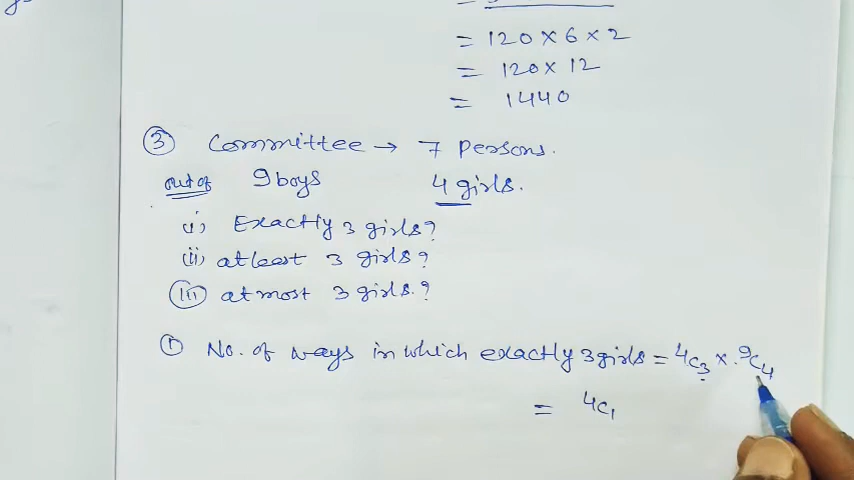 = 120 × 6 × 2
= 120 × 12
= 1440
③ Committee → 7 persons.
out of 9 boys 4 girls.
(i) Exactly 3 girls?
(ii) atleast 3 girls?
(iii) atmost 3 girls?
① No. of ways in which exactly 3 girls = 4C3 × 9C4
= 4C1